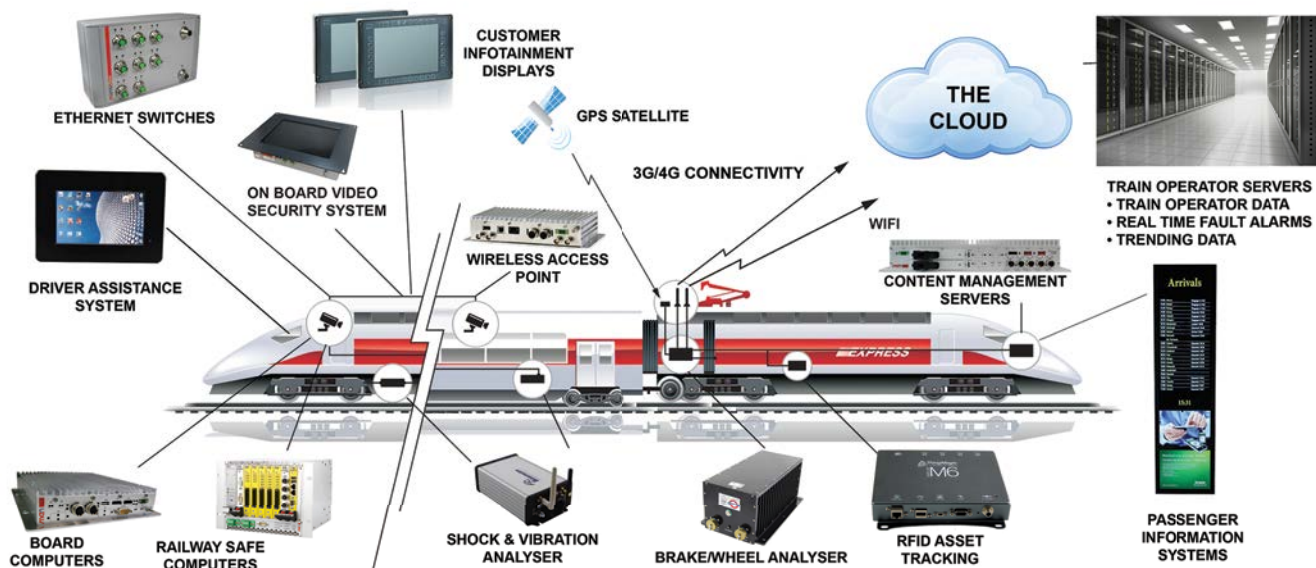 ETHERNET SWITCHES
CUSTOMER
INFOTAINMENT
DISPLAYS
GPS SATELLITE
THE
CLOUD
ON BOARD VIDEO
SECURITY SYSTEM
3G/4G CONNECTIVITY
WIFI
TRAIN OPERATOR SERVERS
• TRAIN OPERATOR DATA
• REAL TIME FAULT ALARMS
• TRENDING DATA
DRIVER ASSISTANCE
SYSTEM
WIRELESS ACCESS
POINT
CONTENT MANAGEMENT
SERVERS
Arrivals
EXPRESS
M6
BOARD
COMPUTERS
RAILWAY SAFE
COMPUTERS
SHOCK & VIBRATION
ANALYSER
BRAKE/WHEEL ANALYSER
RFID ASSET
TRACKING
PASSENGER
INFORMATION
SYSTEMS